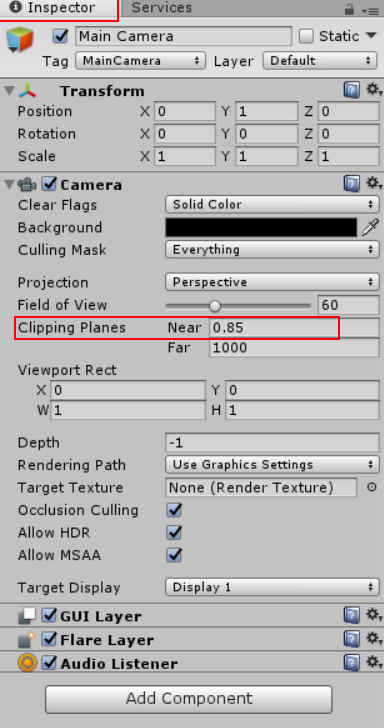 Inspector Services
Main Camera Static
Tag MainCamera Layer Default
Transform
Position X 0 Y 1 Z 0
Rotation X 0 Y 0 Z 0
Scale X 1 Y 1 Z 1
Camera
Clear Flags Solid Color
Background
Culling Mask Everything
Projection Perspective
Field of View 60
Clipping Planes Near 0.85
Far 1000
Viewport Rect
X 0 Y 0
W 1 H 1
Depth -1
Rendering Path Use Graphics Settings
Target Texture None (Render Texture)
Occlusion Culling
Allow HDR
Allow MSAA
Target Display Display 1
GUI Layer
Flare Layer
Audio Listener
Add Component